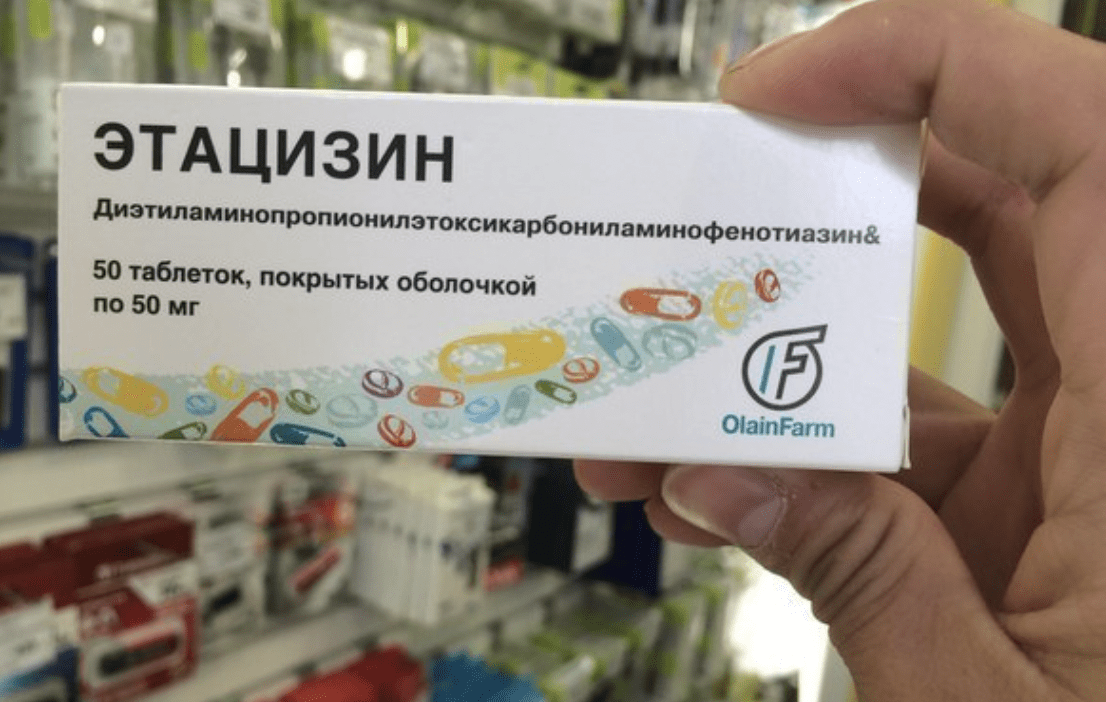 ЭТАЦИЗИН
Диэтиламинопропионилэтоксикарбониламинофенотиазин&
50 таблеток, покрытых оболочкой
по 50 мг
OlainFarm